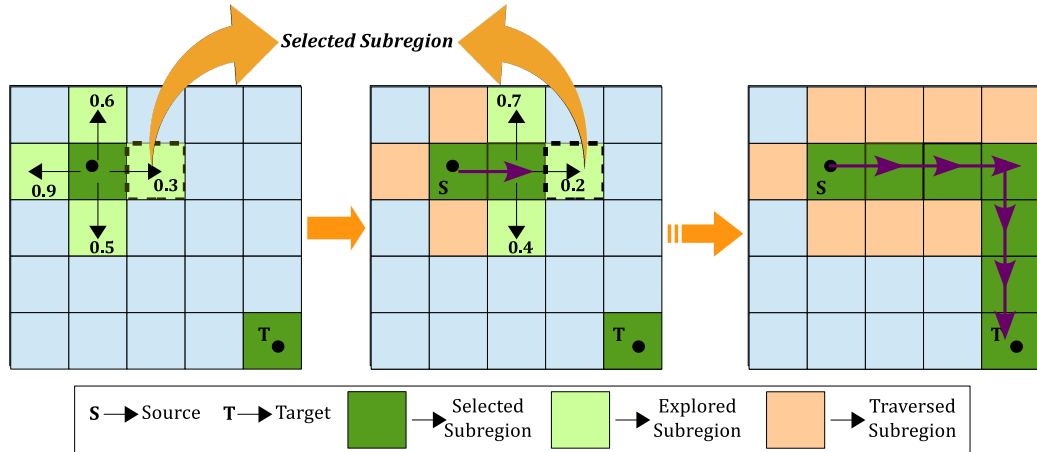 Selected Subregion
0.6
0.9
0.3
0.5
T
0.7
S
0.2
0.4
T
S
T
S Source
T Target
Selected
Subregion
Explored
Subregion
Traversed
Subregion